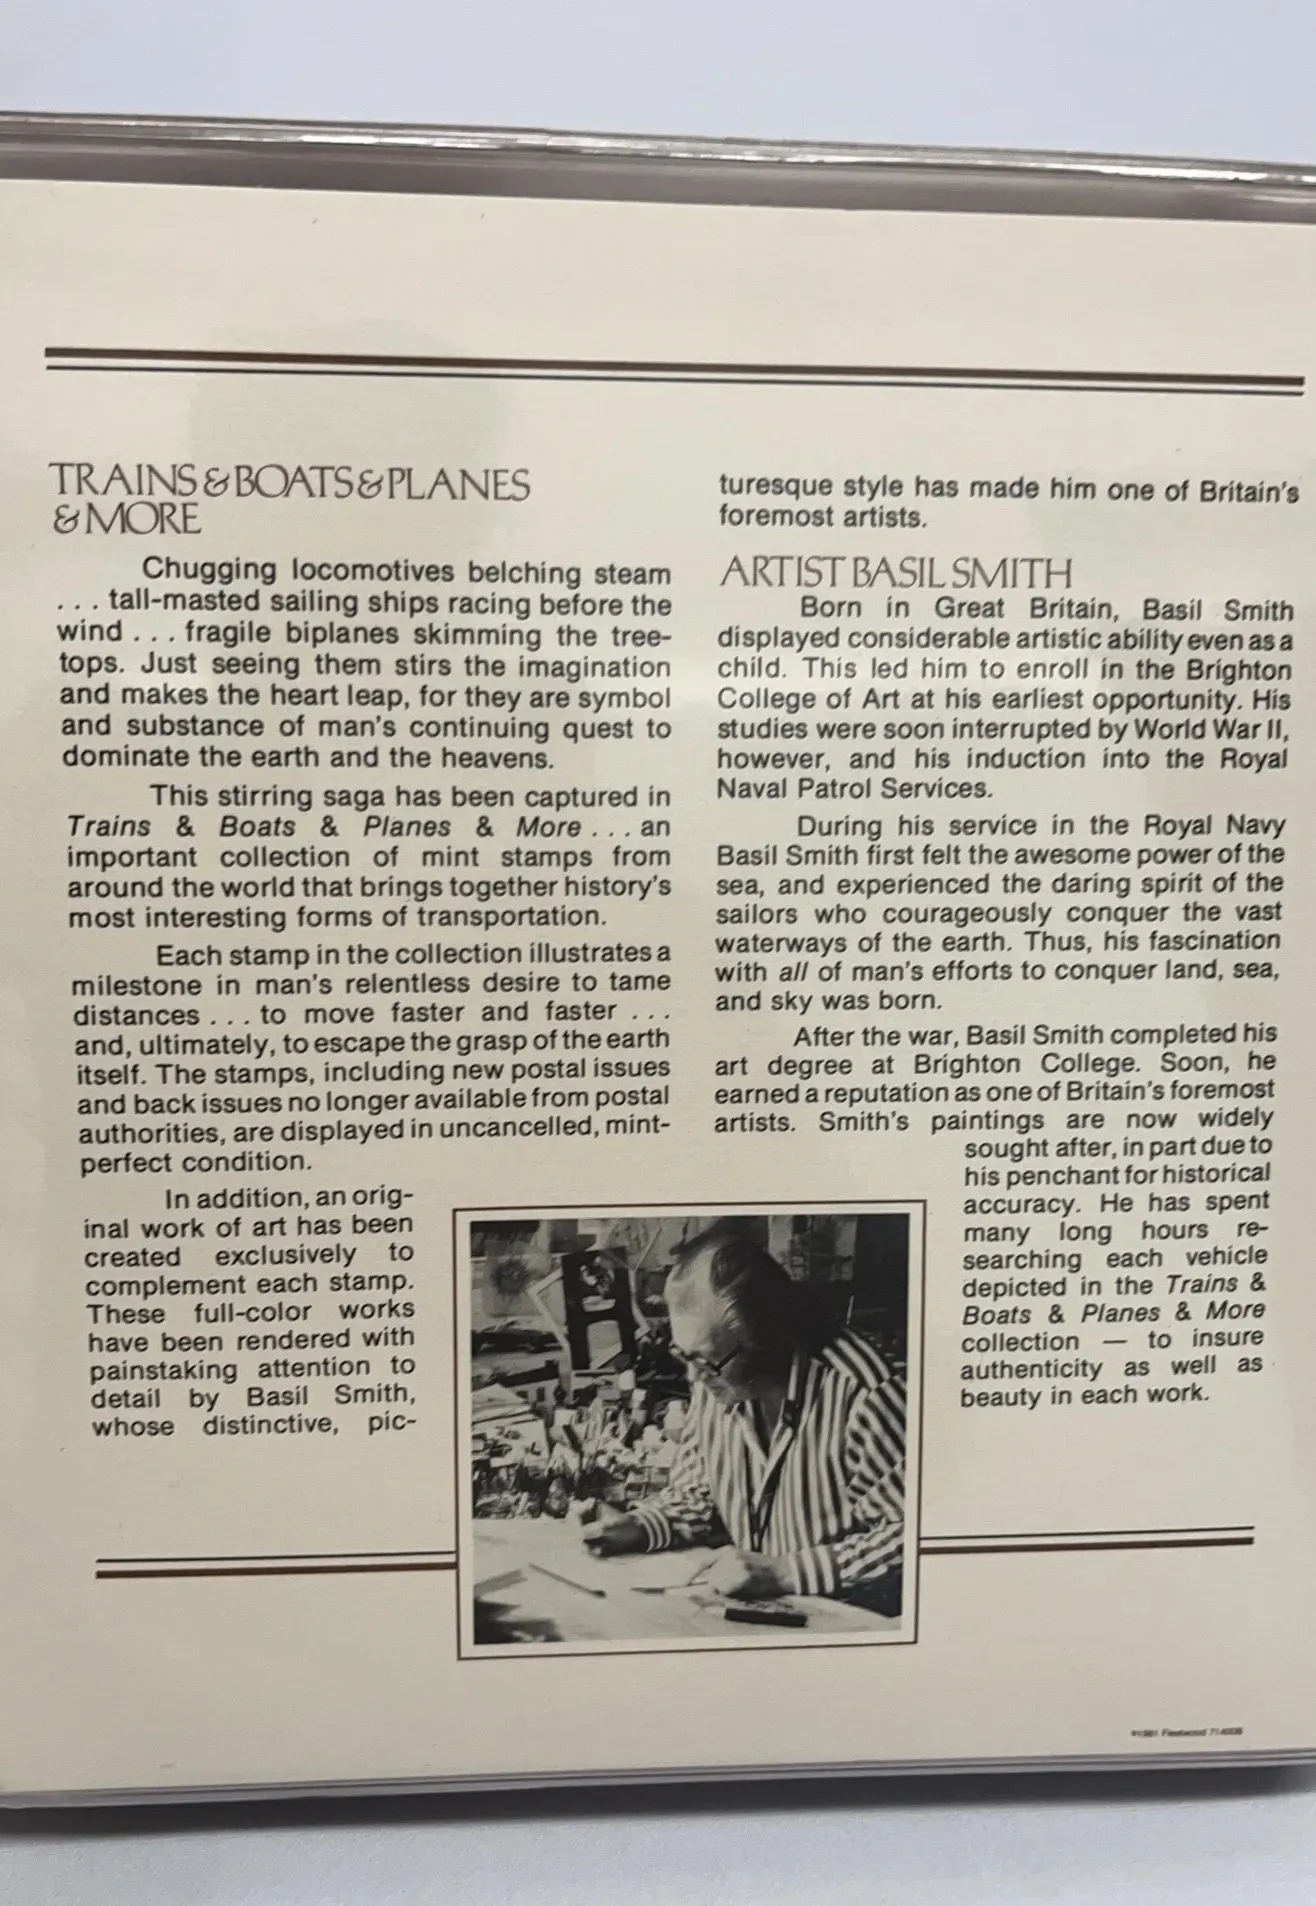 TRAINS & BOATS & PLANES
& MORE
Chugging locomotives belching steam
. . . tall-masted sailing ships racing before the
wind . . . fragile biplanes skimming the tree-
tops. Just seeing them stirs the imagination
and makes the heart leap, for they are symbol
and substance of man's continuing quest to
dominate the earth and the heavens.
This stirring saga has been captured in
Trains & Boats & Planes & More . . . an
important collection of mint stamps from
around the world that brings together history's
most interesting forms of transportation.
Each stamp in the collection illustrates a
milestone in man's relentless desire to tame
distances . . . to move faster and faster . . .
and, ultimately, to escape the grasp of the earth
itself. The stamps, including new postal issues
and back issues no longer available from postal
authorities, are displayed in uncancelled, mint-
perfect condition.
In addition, an orig-
inal work of art has been
created exclusively to
complement each stamp.
These full-color works
have been rendered with
painstaking attention to
detail by Basil Smith,
whose distinctive, pic-
turesque style has made him one of Britain's
foremost artists.
ARTIST BASIL SMITH
Born in Great Britain, Basil Smith
displayed considerable artistic ability even as a
child. This led him to enroll in the Brighton
College of Art at his earliest opportunity. His
studies were soon interrupted by World War II,
however, and his induction into the Royal
Naval Patrol Services.
During his service in the Royal Navy
Basil Smith first felt the awesome power of the
sea, and experienced the daring spirit of the
sailors who courageously conquer the vast
waterways of the earth. Thus, his fascination
with all of man's efforts to conquer land, sea,
and sky was born.
After the war, Basil Smith completed his
art degree at Brighton College. Soon, he
earned a reputation as one of Britain's foremost
artists. Smith's paintings are now widely
sought after, in part due to
his penchant for historical
accuracy. He has spent
many long hours re-
searching each vehicle
depicted in the Trains &
Boats & Planes & More
collection — to insure
authenticity as well as
beauty in each work.
©1981 Fleetwood